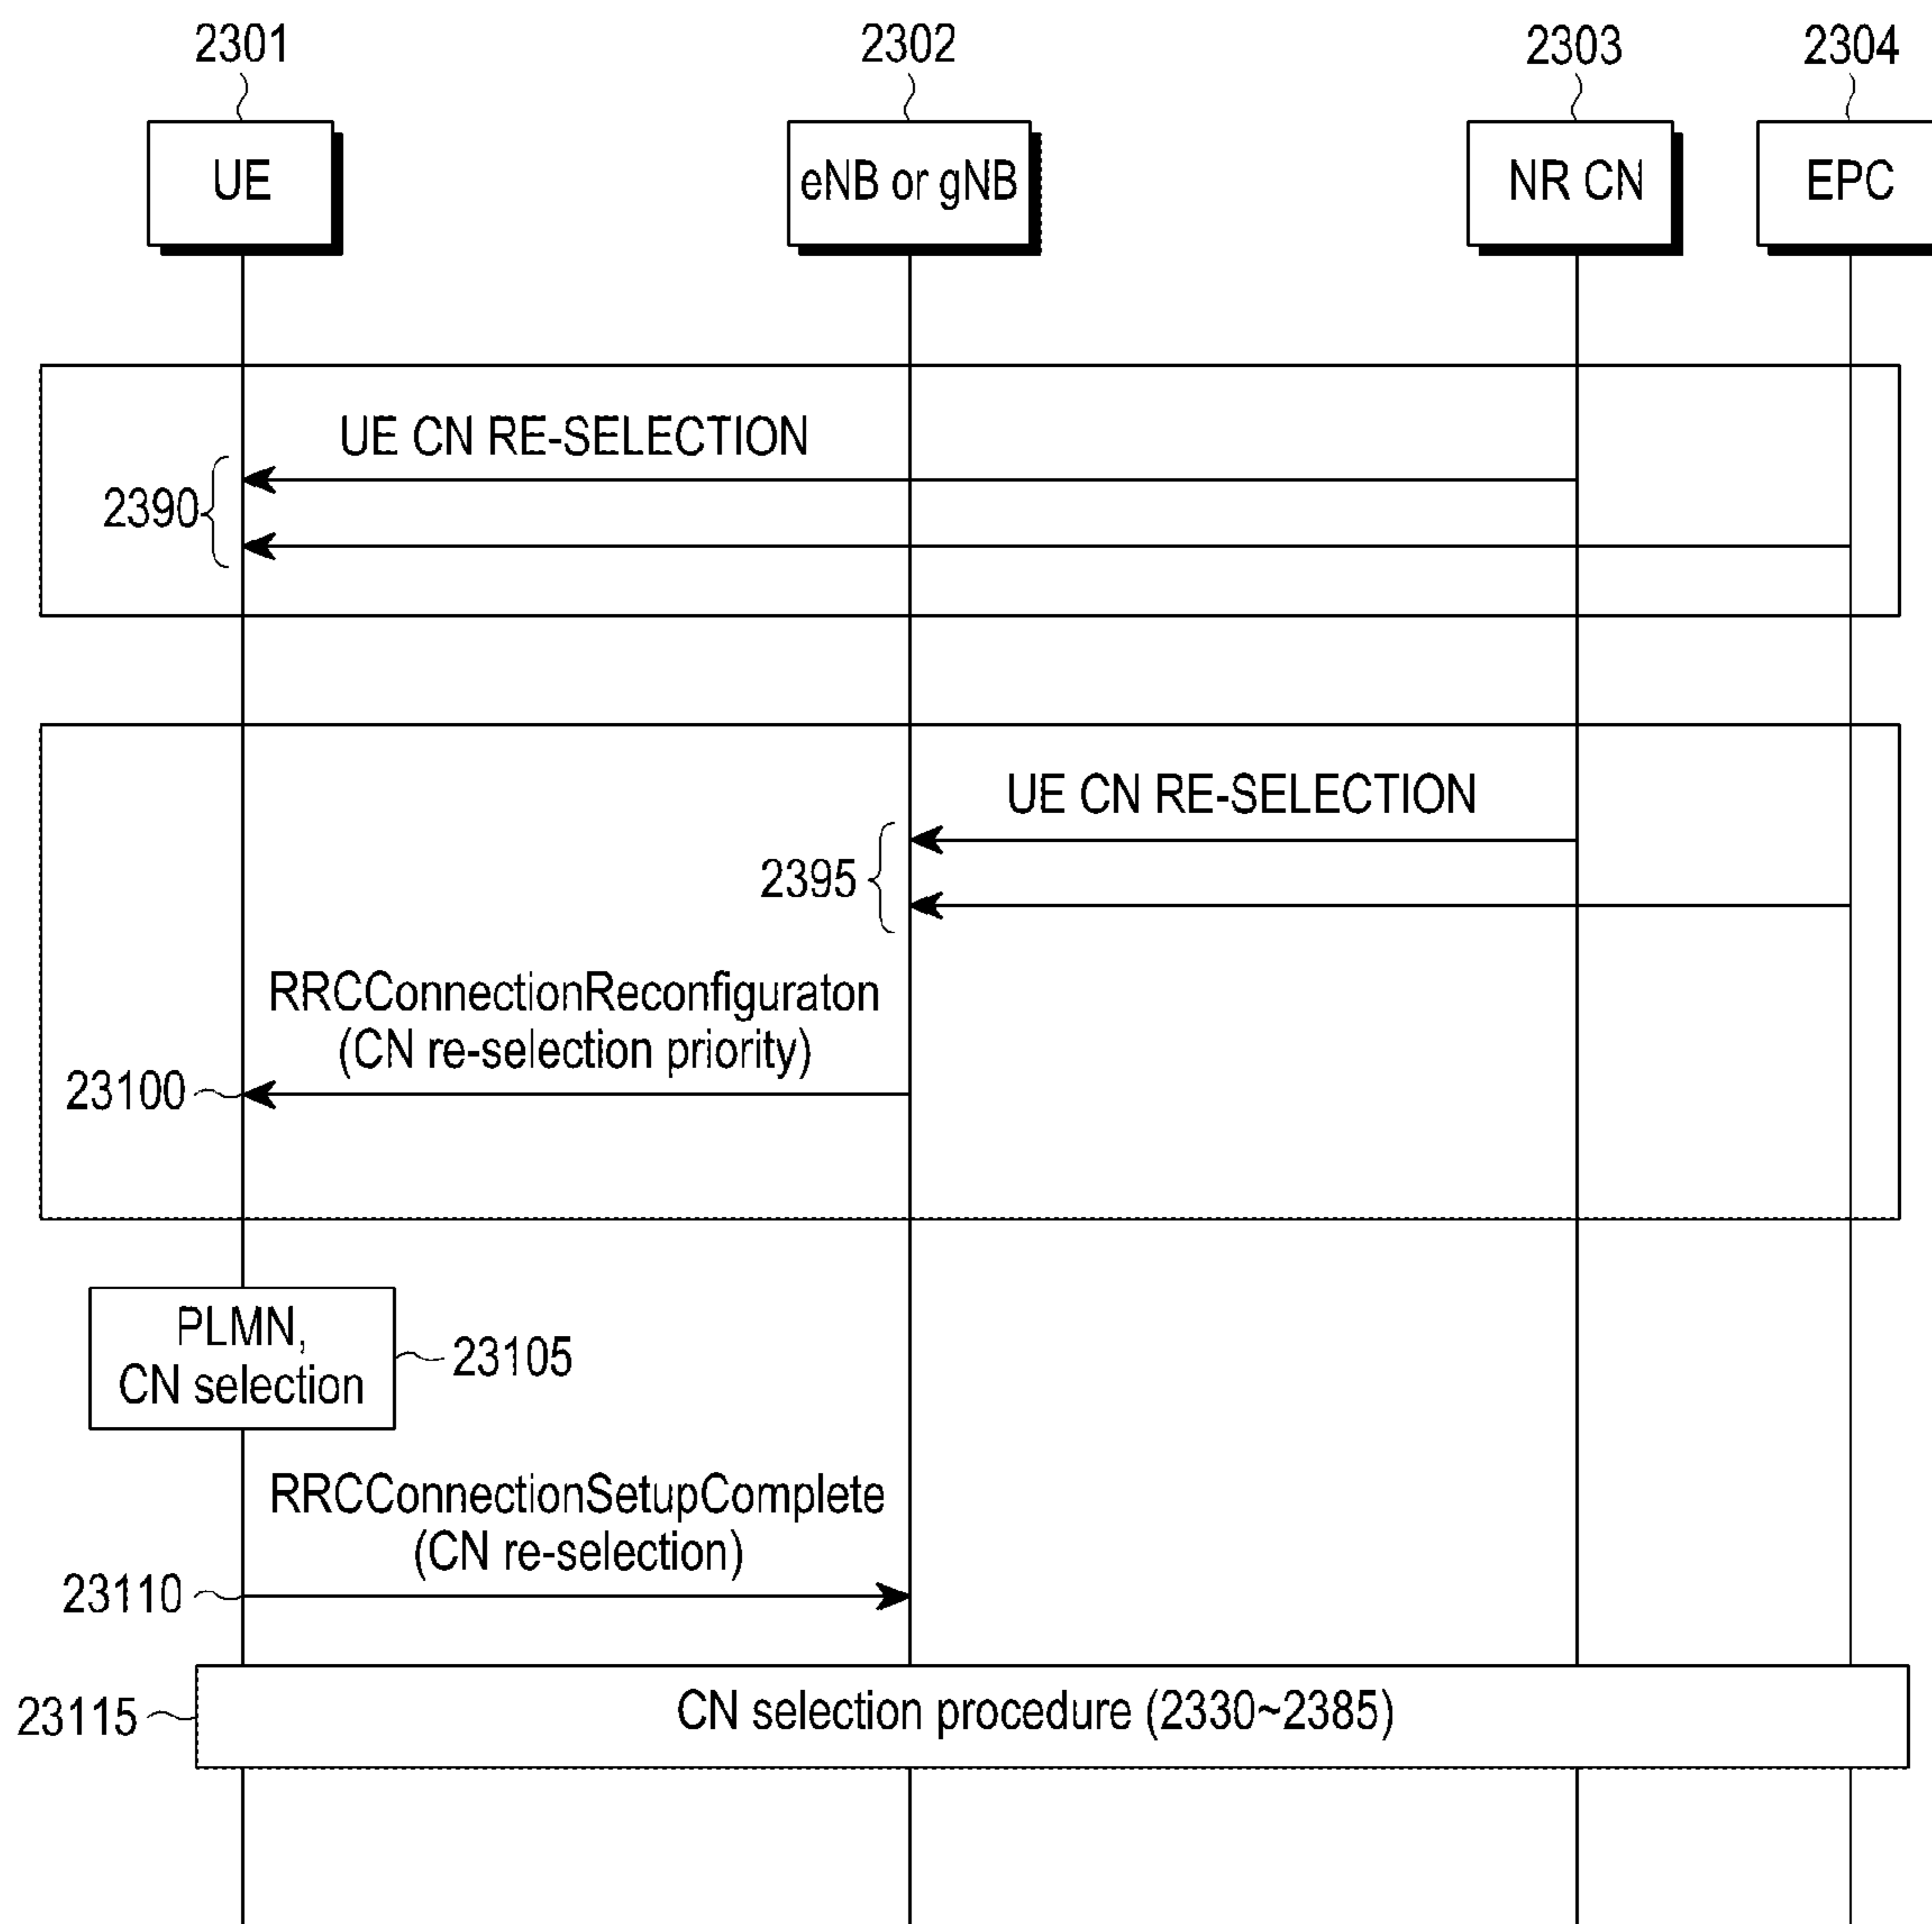 2301
2302
2303
2304
UE
eNB or gNB
NR CN
EPC
UE CN RE-SELECTION
2390
UE CN RE-SELECTION
2395
RRCConnectionReconfiguraton
(CN re-selection priority)
23100
PLMN,
CN selection
23105
RRCConnectionSetupComplete
(CN re-selection)
23110
23115
CN selection procedure (2330~2385)